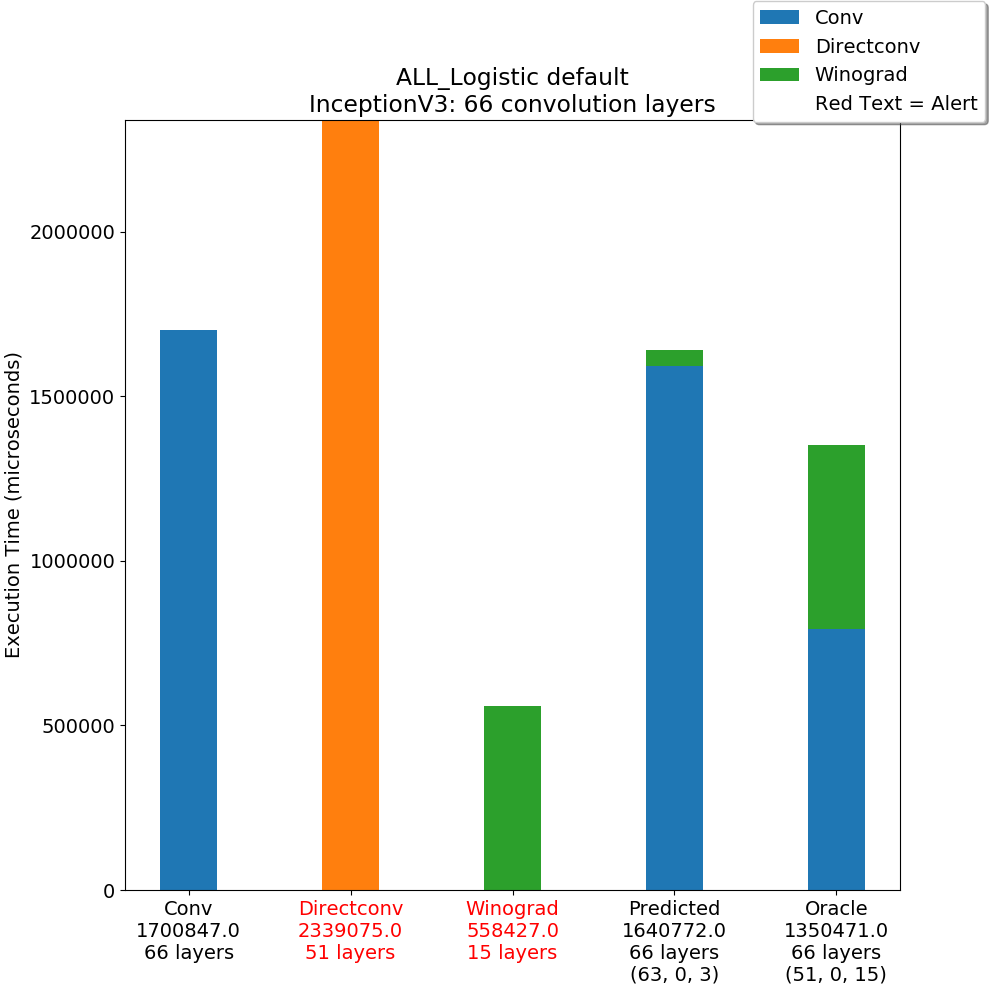 Conv
Directconv
Winograd
Red Text = Alert
ALL_Logistic default
InceptionV3: 66 convolution layers
Execution Time (microseconds)
2000000
1500000
1000000
500000
0
Conv
1700847.0
66 layers
Directconv
2339075.0
51 layers
Winograd
558427.0
15 layers
Predicted
1640772.0
66 layers
(63, 0, 3)
Oracle
1350471.0
66 layers
(51, 0, 15)